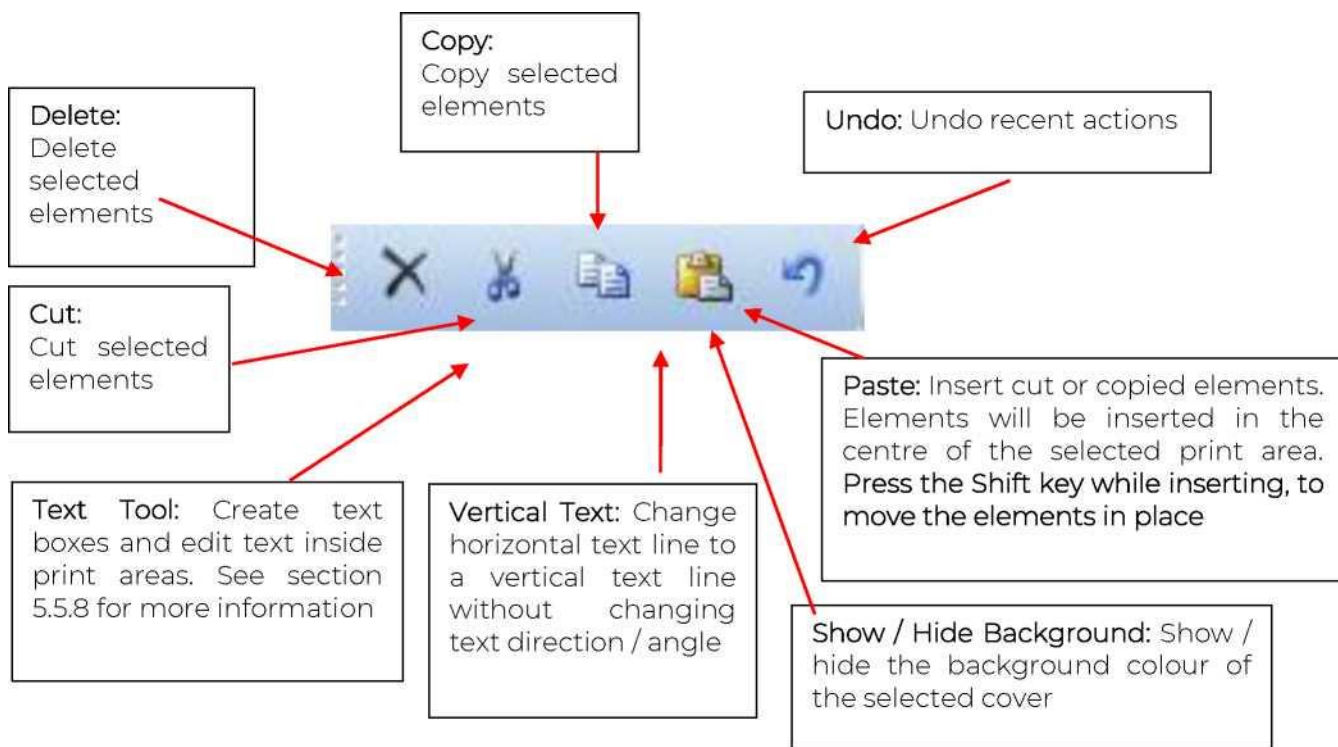 Copy:
Copy selected
elements
Delete:
Delete
selected
elements
Undo: Undo recent actions
Cut:
Cut selected
elements
Paste: Insert cut or copied elements.
Elements will be inserted in the
centre of the selected print area.
Press the Shift key while inserting, to
move the elements in place
Text Tool: Create text
boxes and edit text inside
print areas. See section
5.5.8 for more information
Vertical Text: Change
horizontal text line to
a vertical text line
without changing
text direction / angle
Show / Hide Background: Show /
hide the background colour of
the selected cover